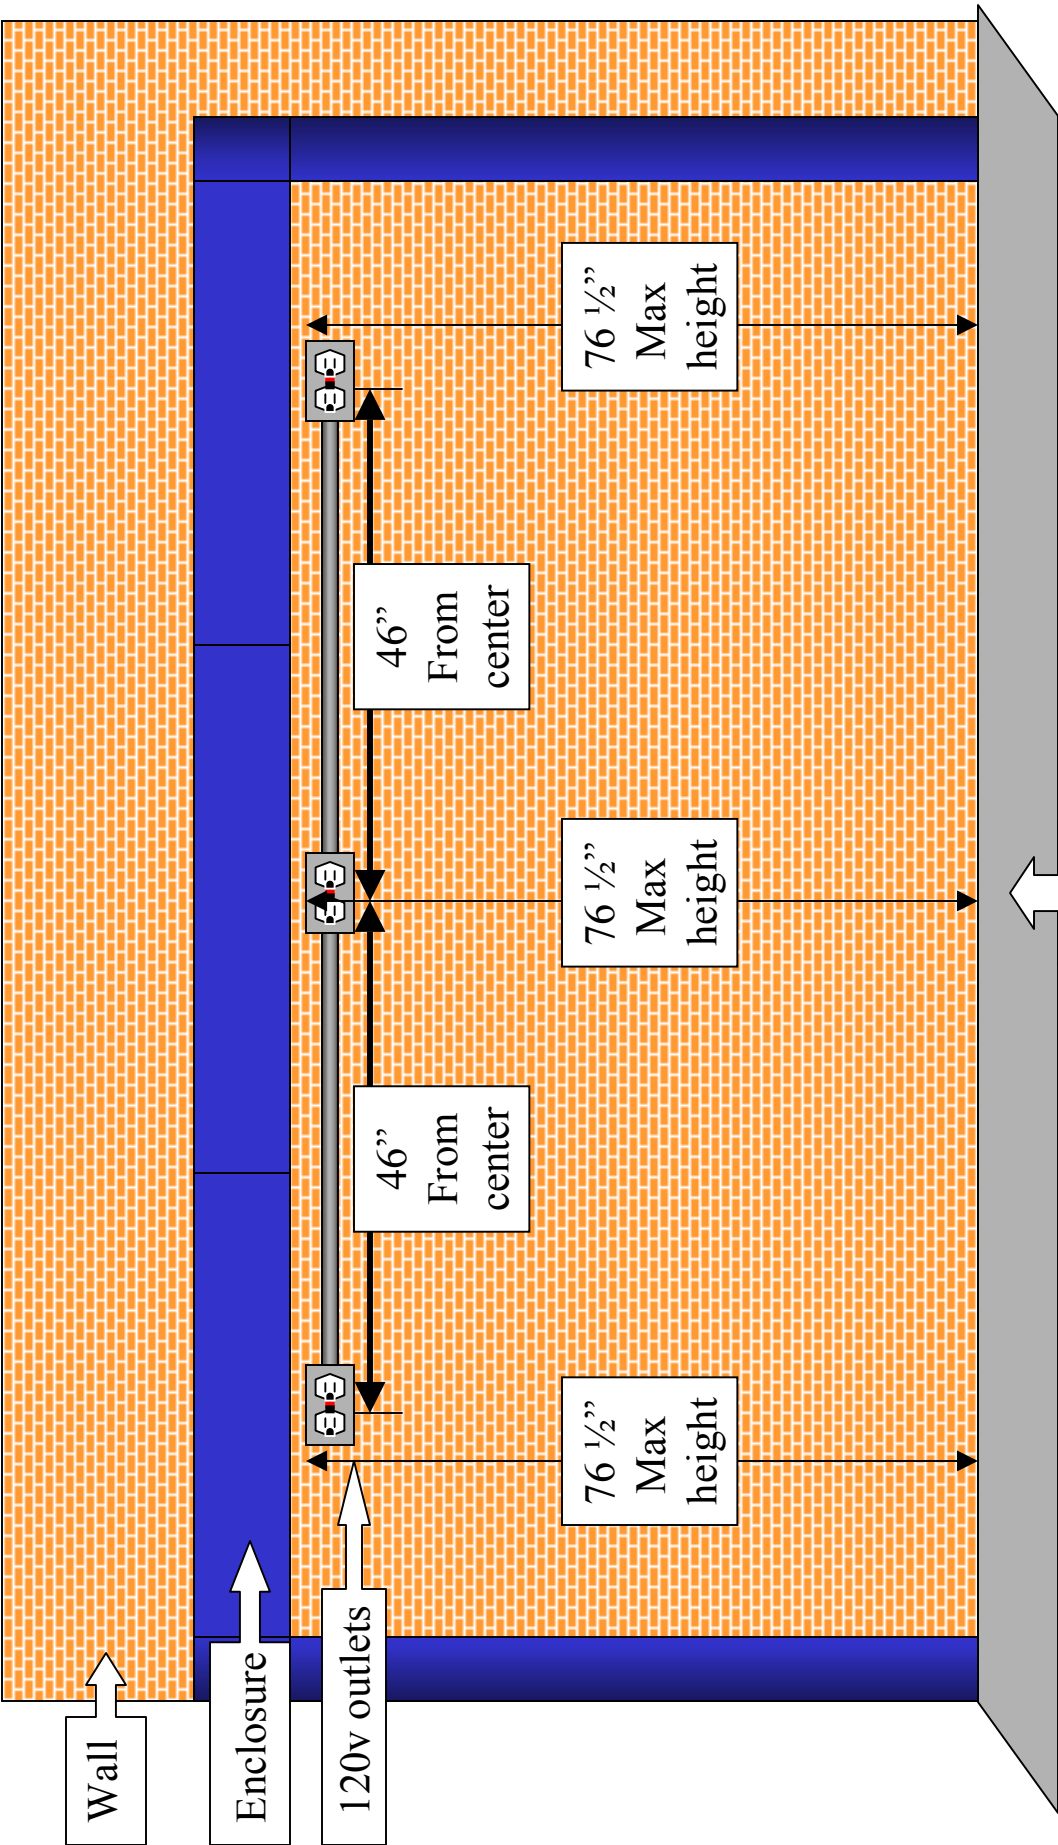 Wall
Enclosure
120v outlets
46”
From
center
46”
From
center
76 ½”
Max
height
76 ½”
Max
height
76 ½”
Max
height